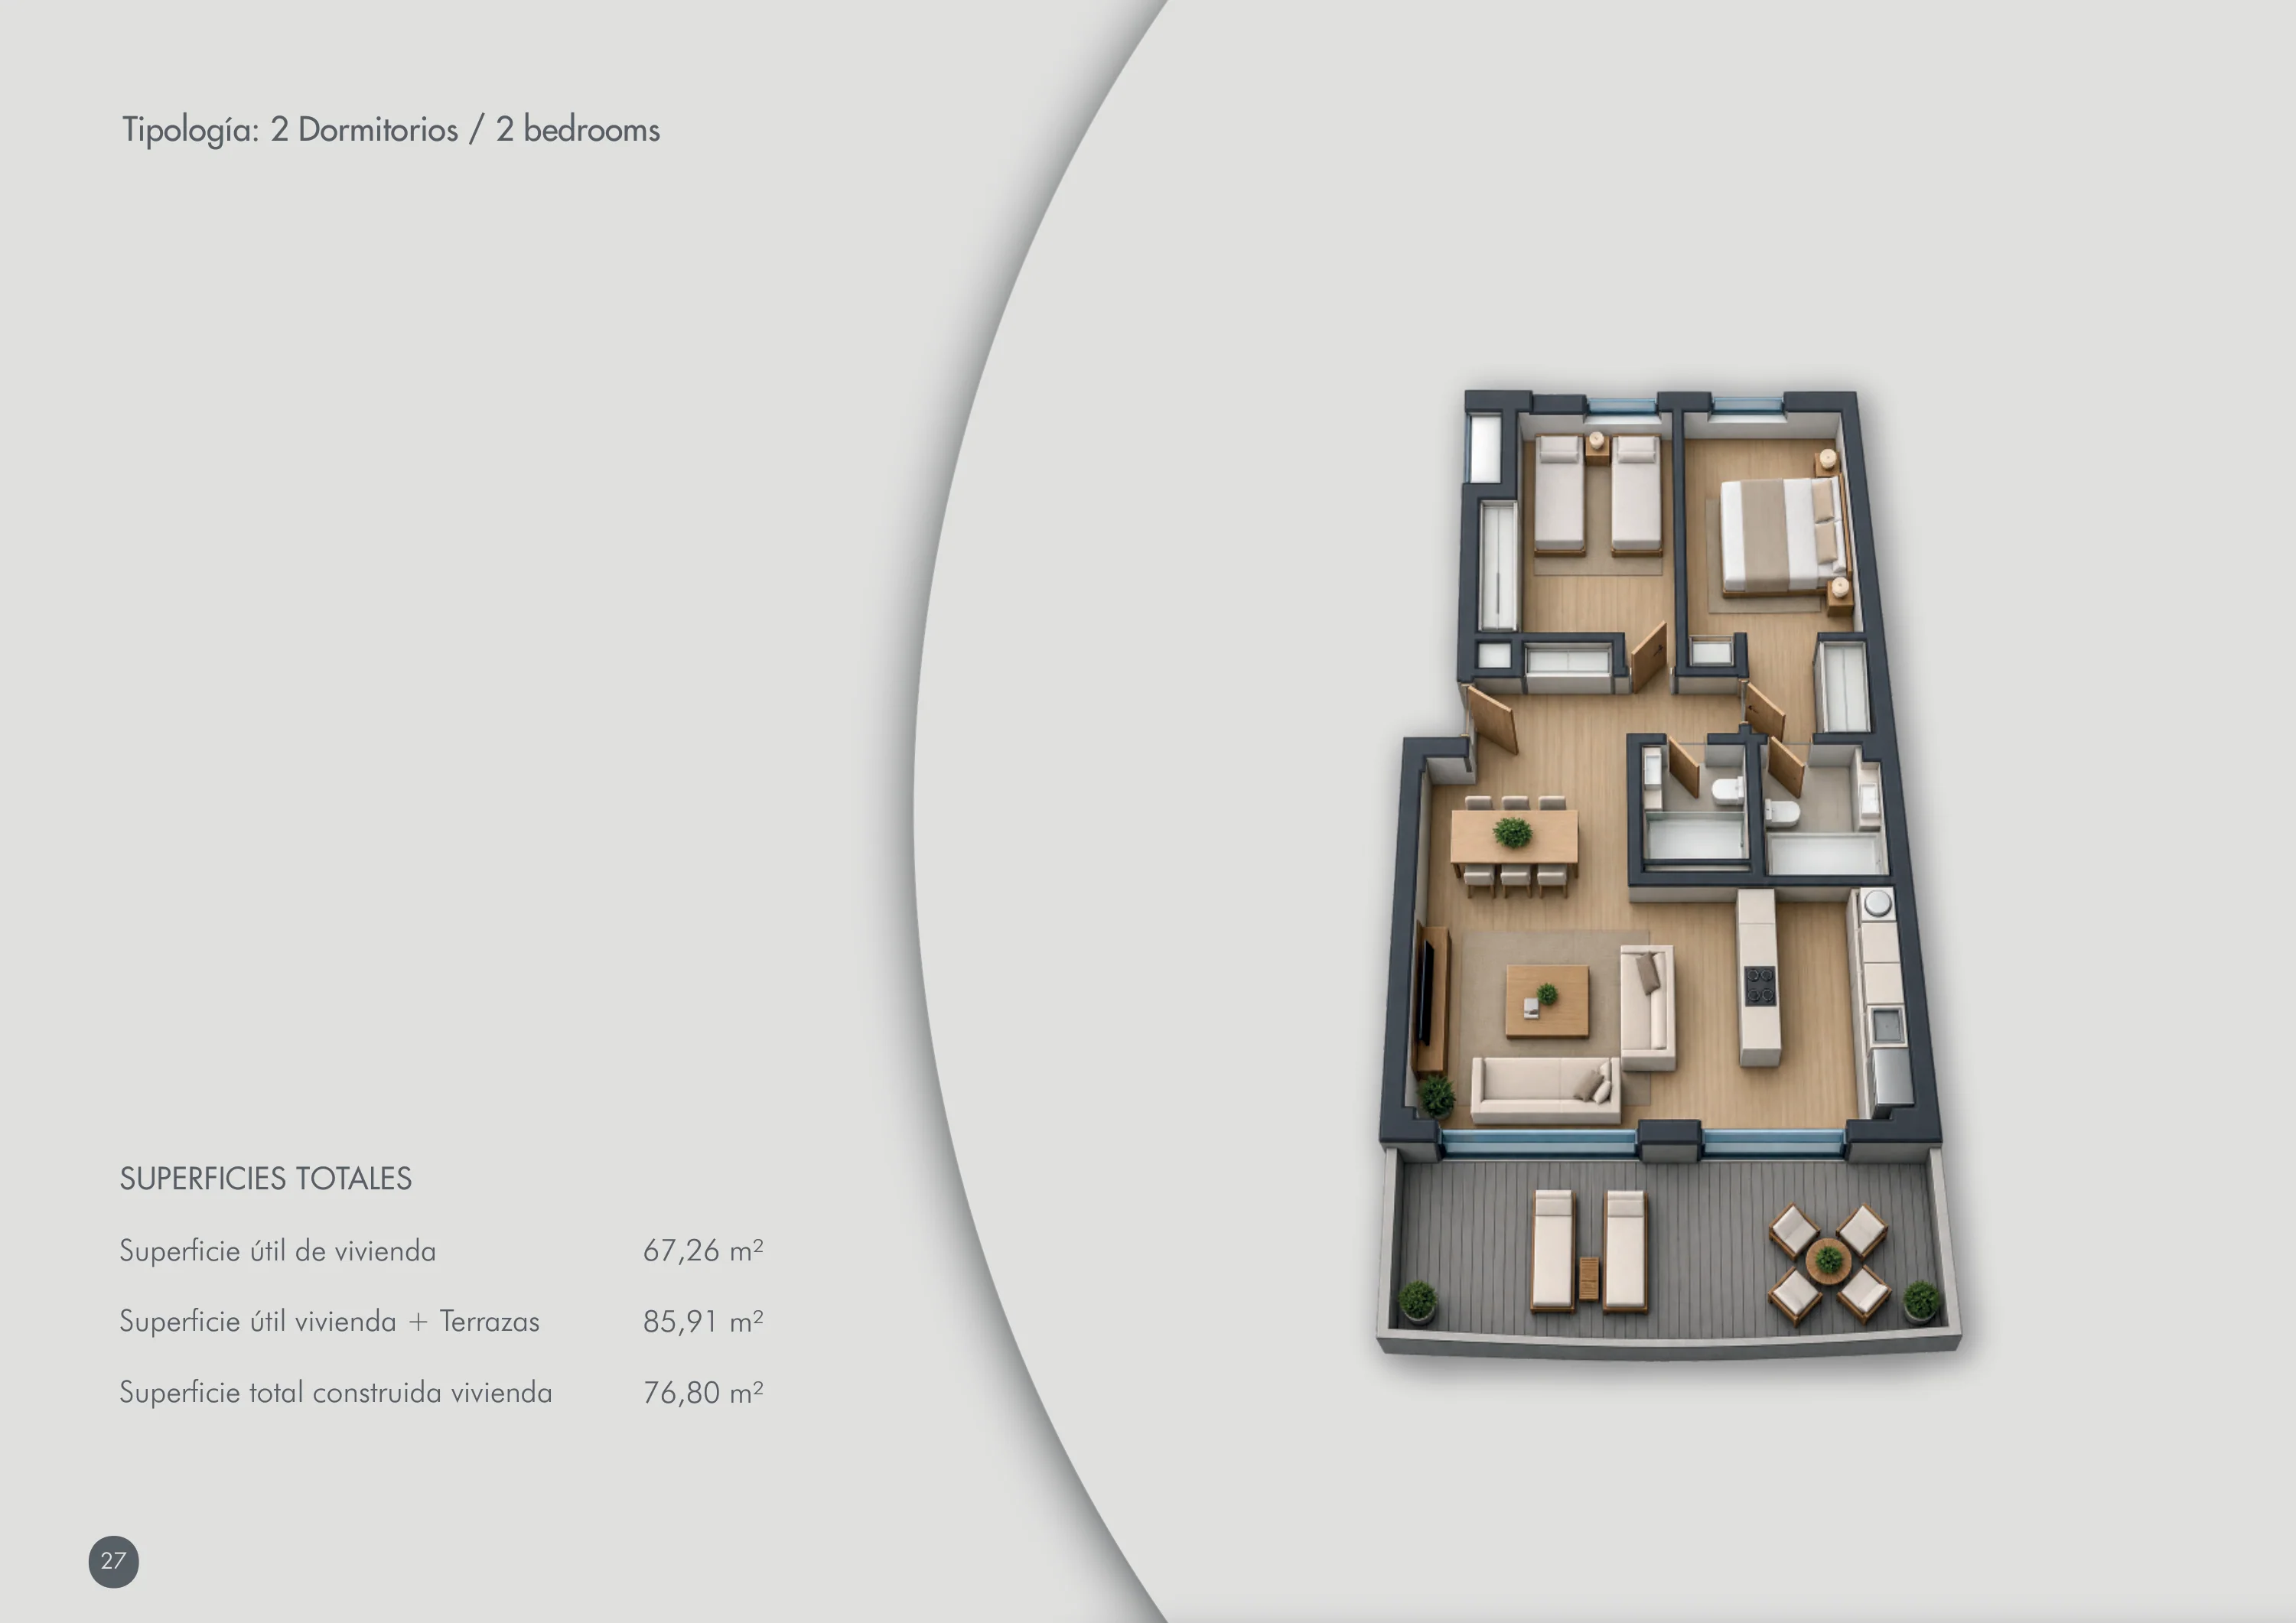 Tipología: 2 Dormitorios / 2 bedrooms
SUPERFICIES TOTALES
Superficie útil de vivienda 67,26 m²
Superficie útil vivienda + Terrazas 85,91 m²
Superficie total construida vivienda 76,80 m²
27